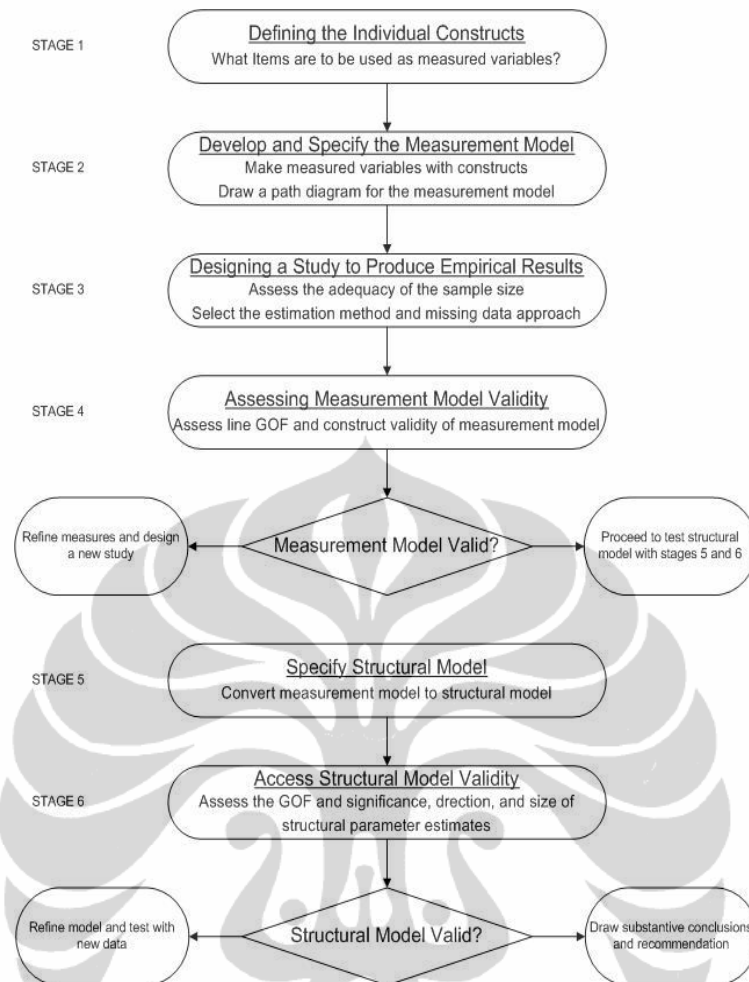 STAGE 1
Defining the Individual Constructs
What Items are to be used as measured variables?
STAGE 2
Develop and Specify the Measurement Model
Make measured variables with constructs
Draw a path diagram for the measurement model
STAGE 3
Designing a Study to Produce Empirical Results
Assess the adequacy of the sample size
Select the estimation method and missing data approach
STAGE 4
Assessing Measurement Model Validity
Assess line GOF and construct validity of measurement model
Refine measures and design
a new study
Measurement Model Valid?
Proceed to test structural
model with stages 5 and 6
STAGE 5
Specify Structural Model
Convert measurement model to structural model
STAGE 6
Access Structural Model Validity
Assess the GOF and significance, drection, and size of
structural parameter estimates
Refine model and test with
new data
Structural Model Valid?
Draw substantive conclusions
and recommendation